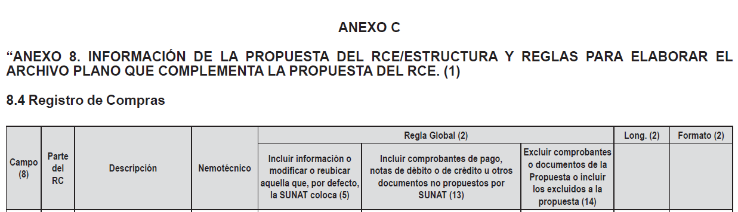 ANEXO C
“ANEXO 8. INFORMACIÓN DE LA PROPUESTA DEL RCE/ESTRUCTURA Y REGLAS PARA ELABORAR EL
ARCHIVO PLANO QUE COMPLEMENTA LA PROPUESTA DEL RCE. (1)
8.4 Registro de Compras
Campo
(8)
Parte
del
RC
Descripción
Nemotécnico
Regla Global (2)
Incluir información o
modificar o reubicar
aquella que, por defecto,
la SUNAT coloca (5)
Incluir comprobantes de pago,
notas de débito o de crédito u otros
documentos no propuestos por
SUNAT (13)
Excluir comprobantes
o documentos de la
Propuesta o incluir
los excluidos a la
propuesta (14)
Long. (2)
Formato (2)